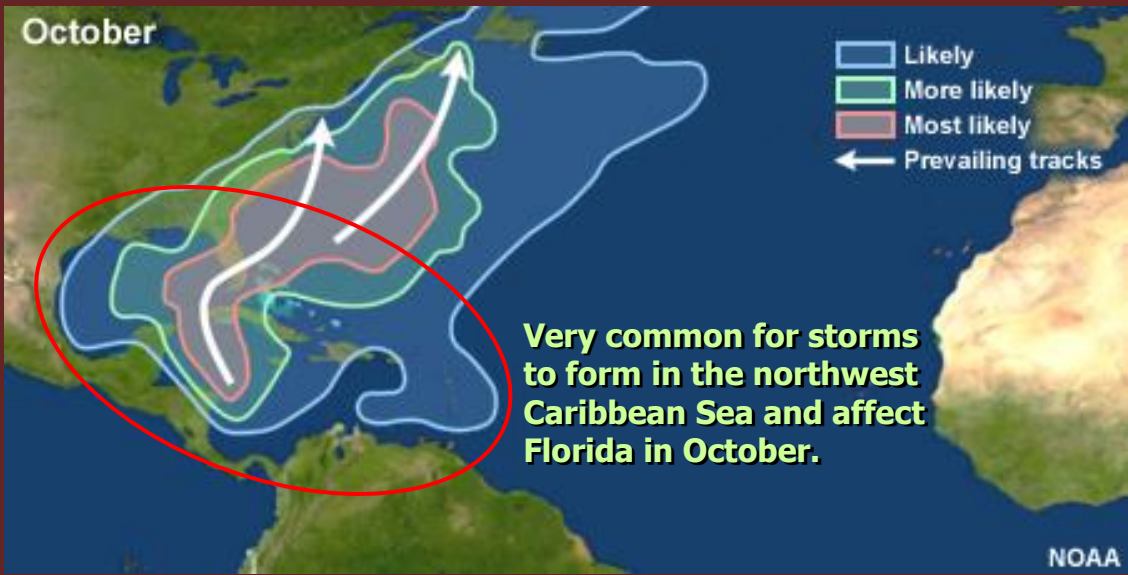 October
Likely
More likely
Most likely
Prevailing tracks
Very common for storms
to form in the northwest
Caribbean Sea and affect
Florida in October.
NOAA